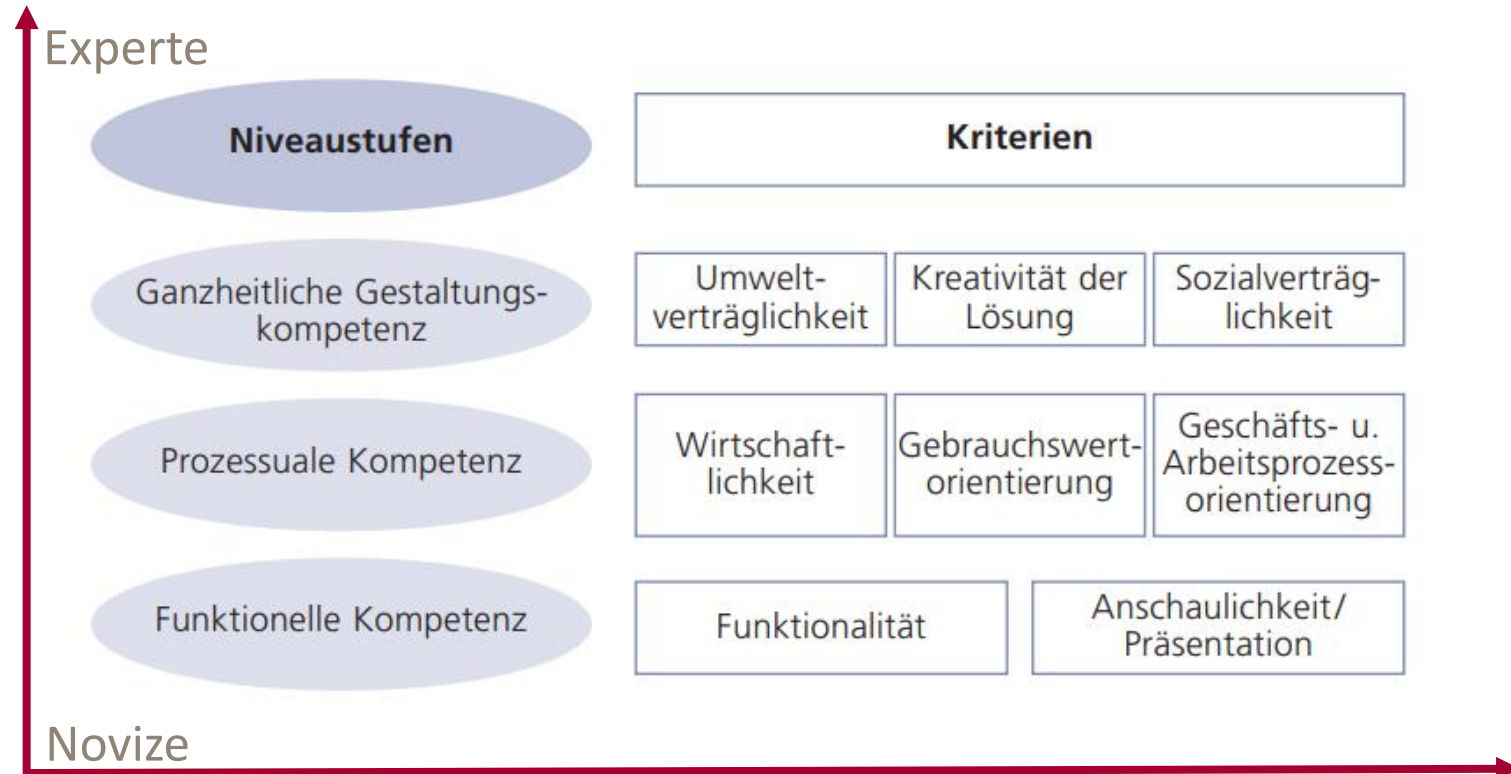 Experte
Niveaustufen
Kriterien
Ganzheitliche Gestaltungs-
kompetenz
Umwelt-
verträglichkeit
Kreativität der
Lösung
Sozialverträg-
lichkeit
Prozessuale Kompetenz
Wirtschaft-
lichkeit
Gebrauchswert-
orientierung
Geschäfts- u.
Arbeitsprozess-
orientierung
Funktionelle Kompetenz
Funktionalität
Anschaulichkeit/
Präsentation
Novize